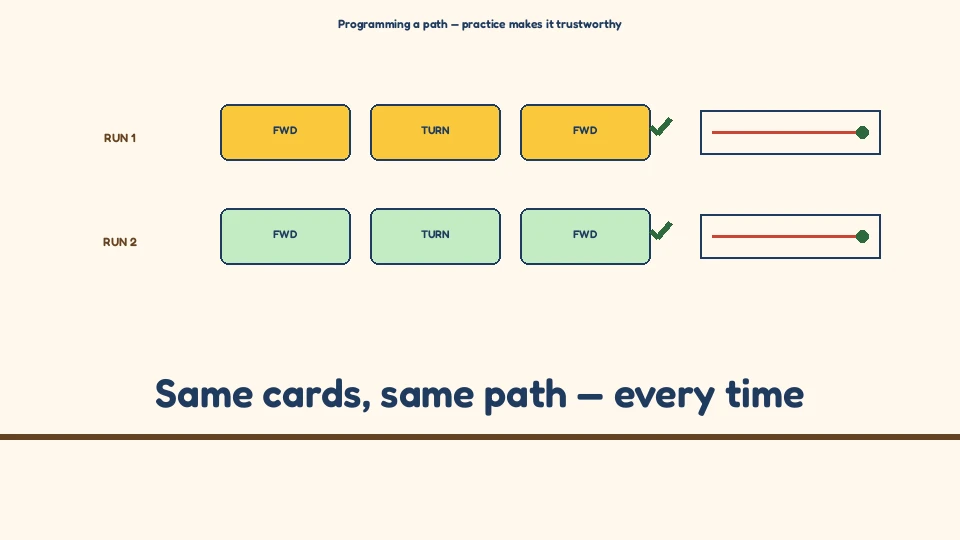 Programming a path — practice makes it trustworthy
RUN 1
FWD
TURN
FWD
RUN 2
FWD
TURN
FWD
Same cards, same path — every time